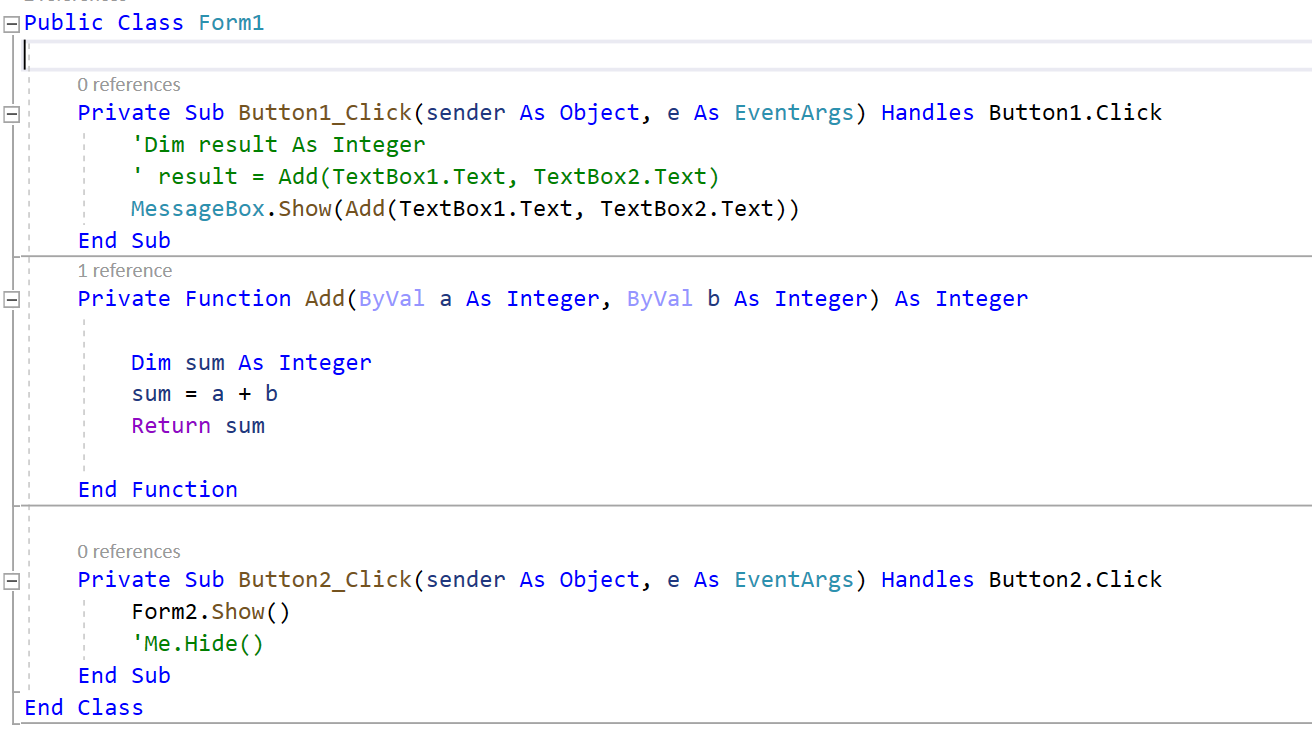 Public Class Form1
0 references
Private Sub Button1_Click(sender As Object, e As EventArgs) Handles Button1.Click
'Dim result As Integer
' result = Add(TextBox1.Text, TextBox2.Text)
MessageBox.Show(Add(TextBox1.Text, TextBox2.Text))
End Sub
1 reference
Private Function Add(ByVal a As Integer, ByVal b As Integer) As Integer
Dim sum As Integer
sum = a + b
Return sum
End Function
0 references
Private Sub Button2_Click(sender As Object, e As EventArgs) Handles Button2.Click
Form2.Show()
'Me.Hide()
End Sub
End Class